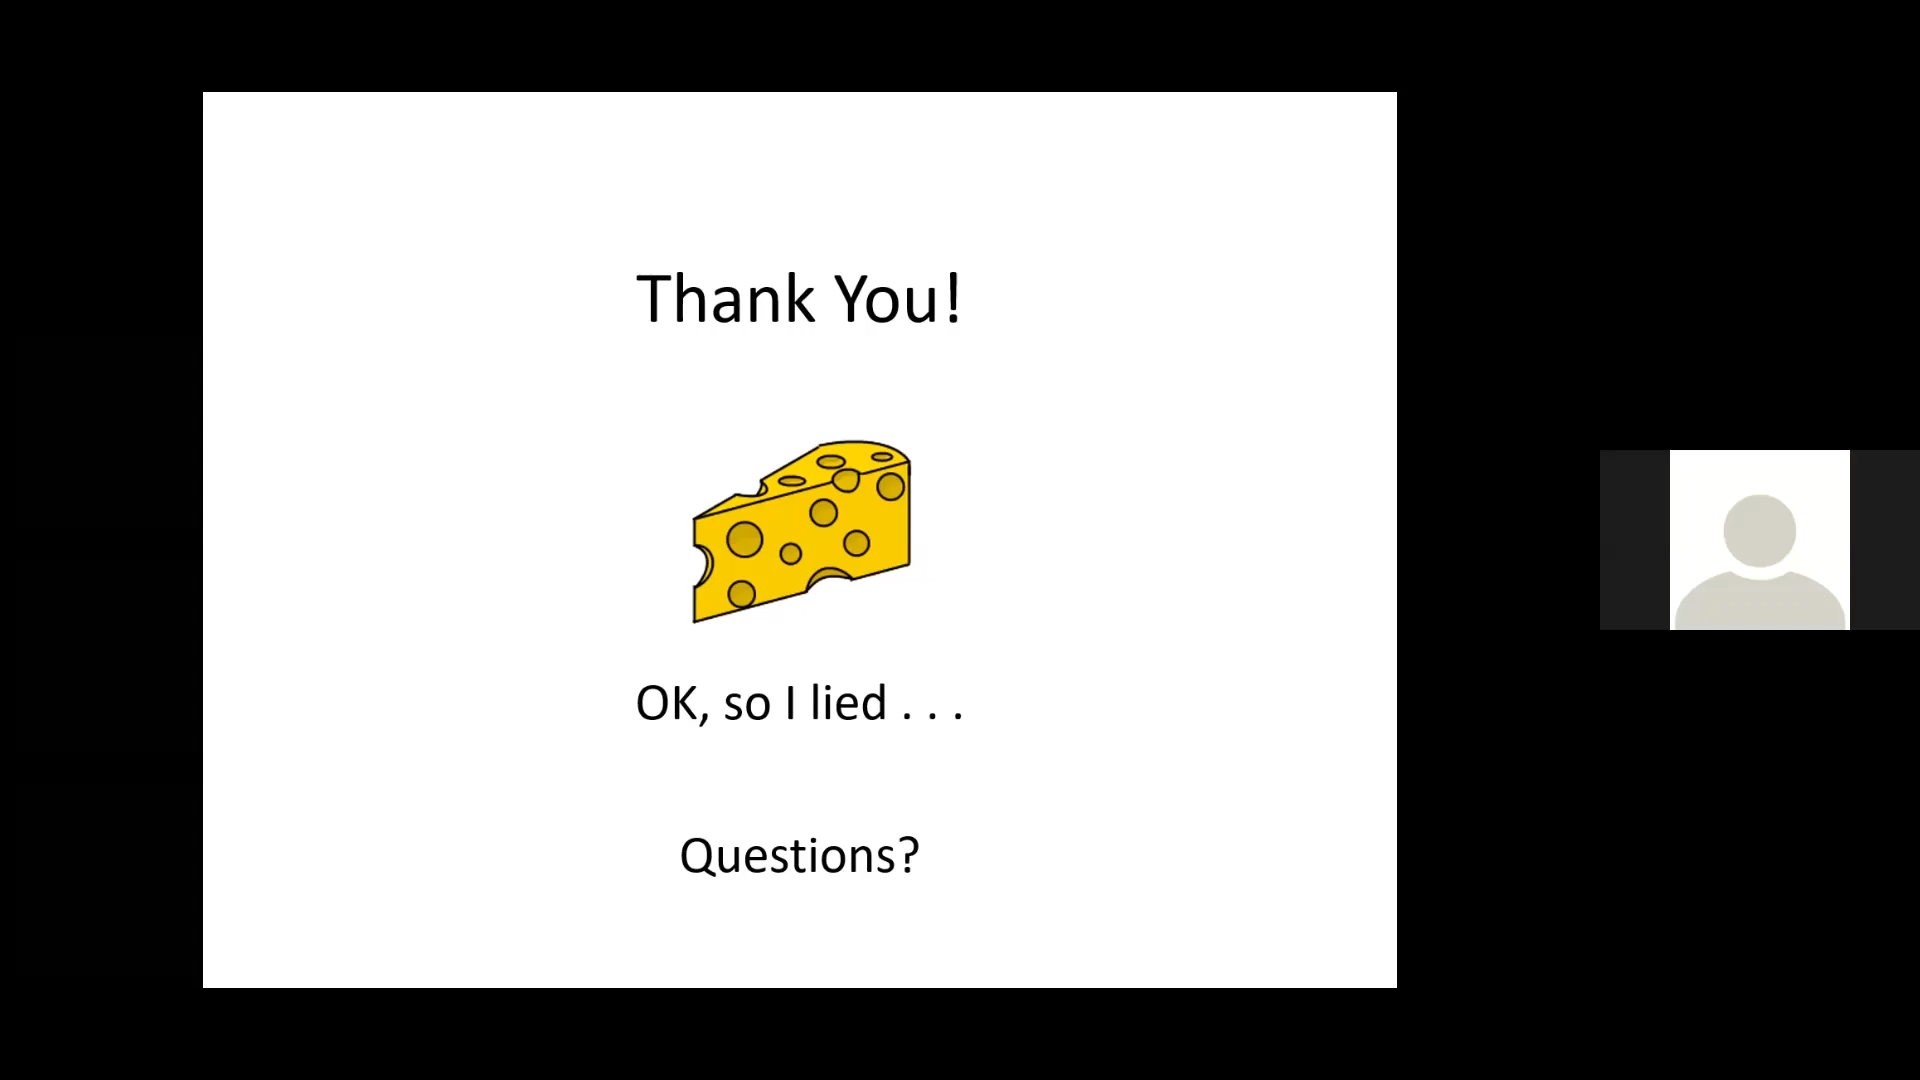 Thank You!
OK, so I lied . . .
Questions?